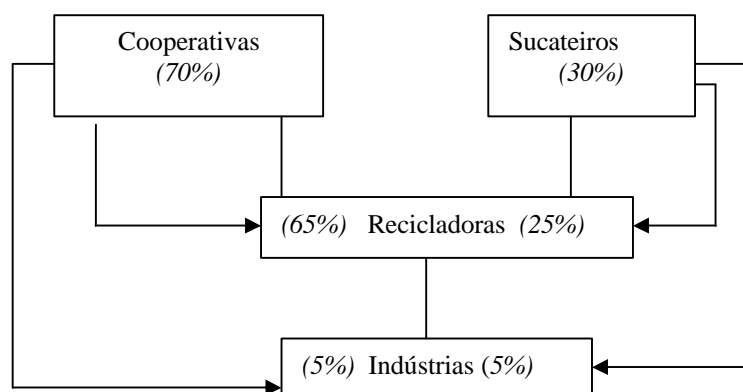 Cooperativas
(70%)
Sucateiros
(30%)
(65%) Recicladoras (25%)
(5%) Indústrias (5%)